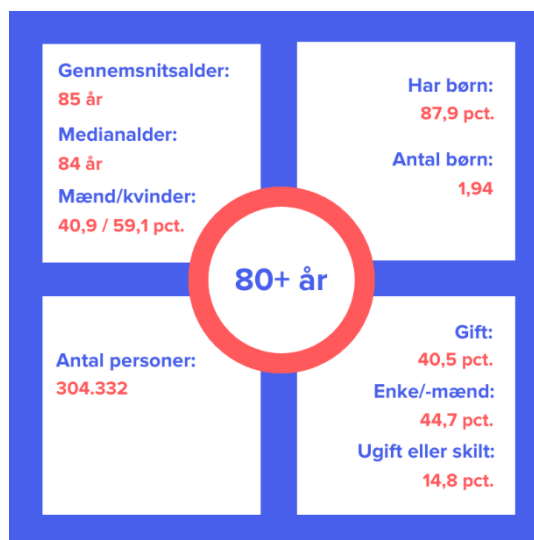 Gennemsnitsalder:
85 år
Medianalder:
84 år
Mænd/kvinder:
40,9 / 59,1 pct.
Har børn:
87,9 pct.
Antal børn:
1,94
80+ år
Antal personer:
304.332
Gift:
40,5 pct.
Enke/-mænd:
44,7 pct.
Ugift eller skilt:
14,8 pct.